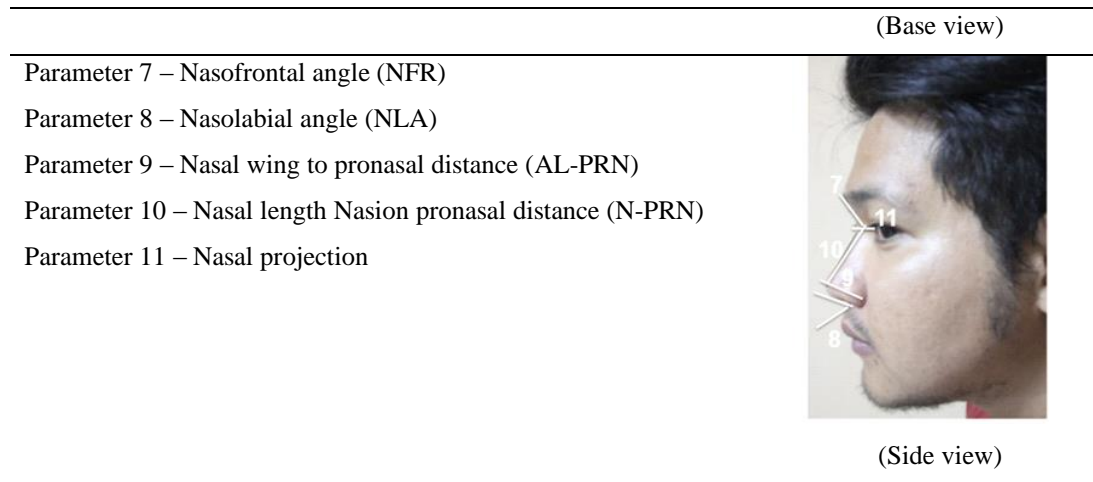 (Base view)
Parameter 7 – Nasofrontal angle (NFR)
Parameter 8 – Nasolabial angle (NLA)
Parameter 9 – Nasal wing to pronasal distance (AL-PRN)
Parameter 10 – Nasal length Nasion pronasal distance (N-PRN)
Parameter 11 – Nasal projection
7
11
10
9
8
(Side view)